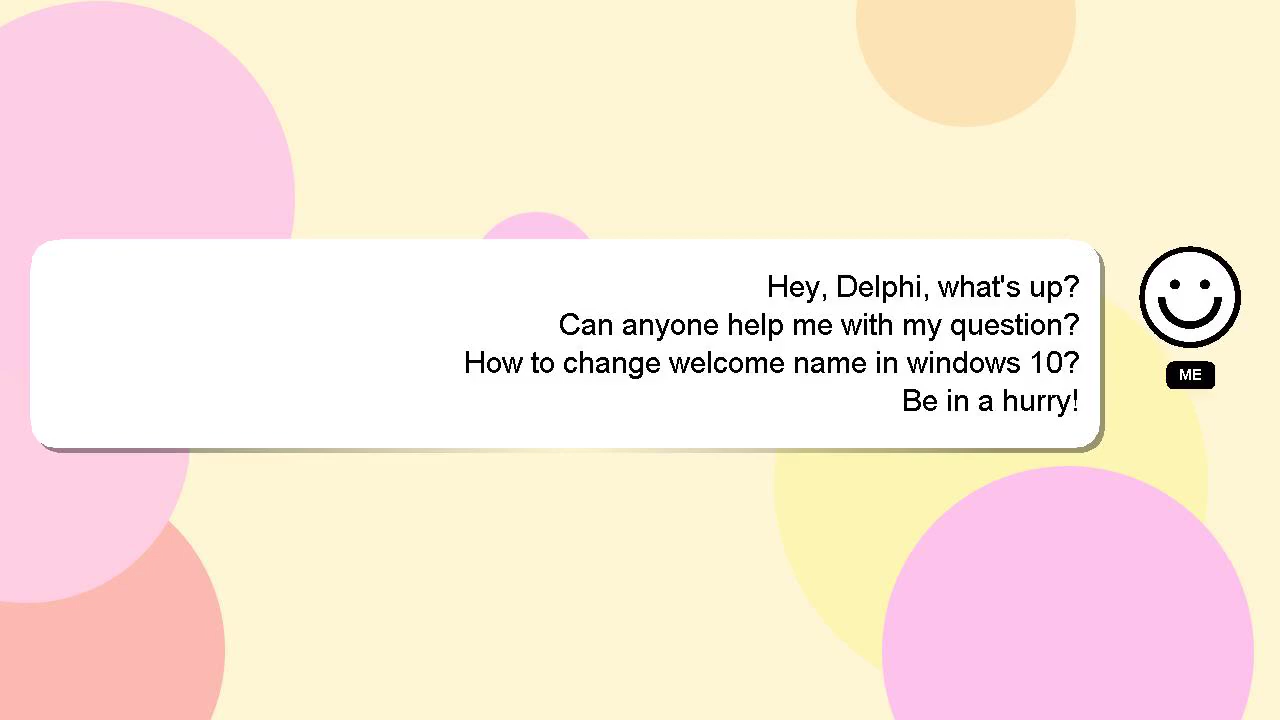 Hey, Delphi, what's up?
Can anyone help me with my question?
How to change welcome name in windows 10?
Be in a hurry!
ME